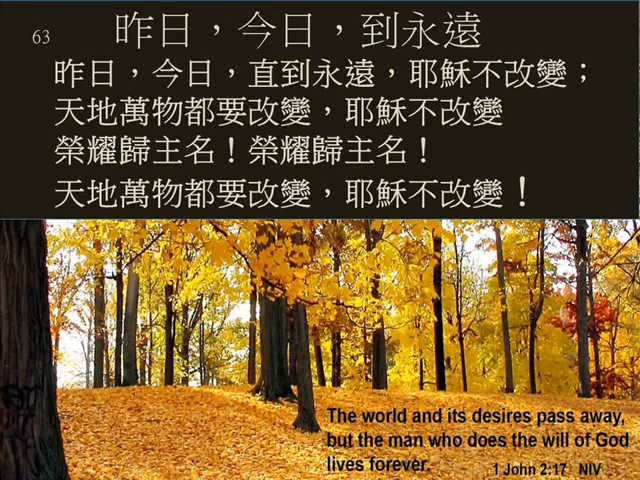 63 昨日，今日，到永遠
昨日，今日，直到永遠，耶穌不改變；
天地萬物都要改變，耶穌不改變
榮耀歸主名！榮耀歸主名！
天地萬物都要改變，耶穌不改變！
The world and its desires pass away,
but the man who does the will of God
lives forever. 1 John 2:17 NIV